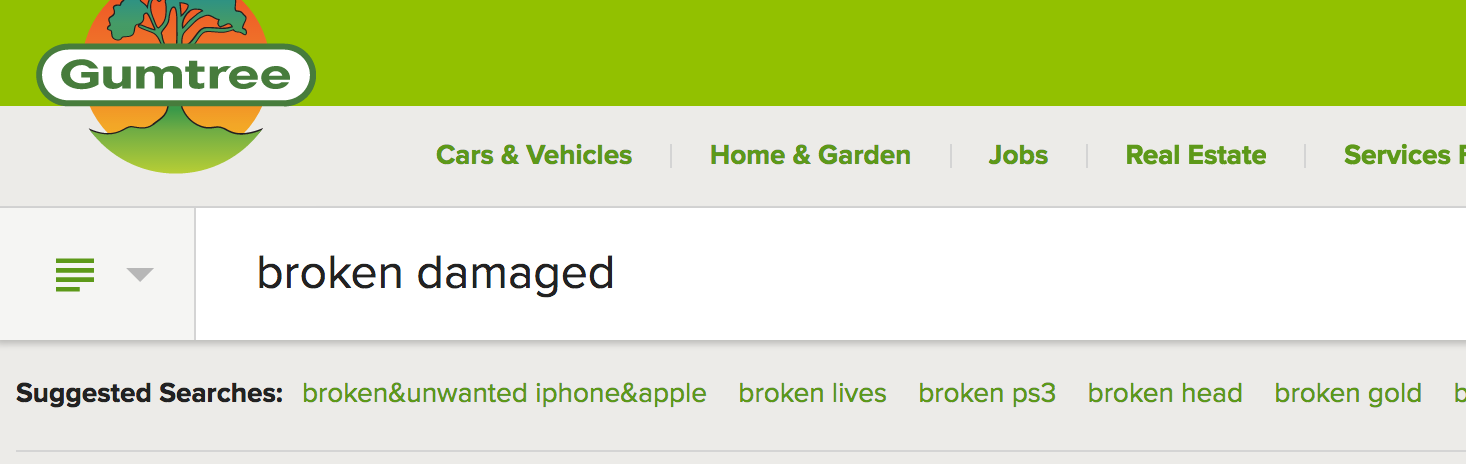 Gumtree
Cars & Vehicles Home & Garden Jobs Real Estate Services
broken damaged
Suggested Searches: broken&unwanted iphone&apple broken lives broken ps3 broken head broken gold